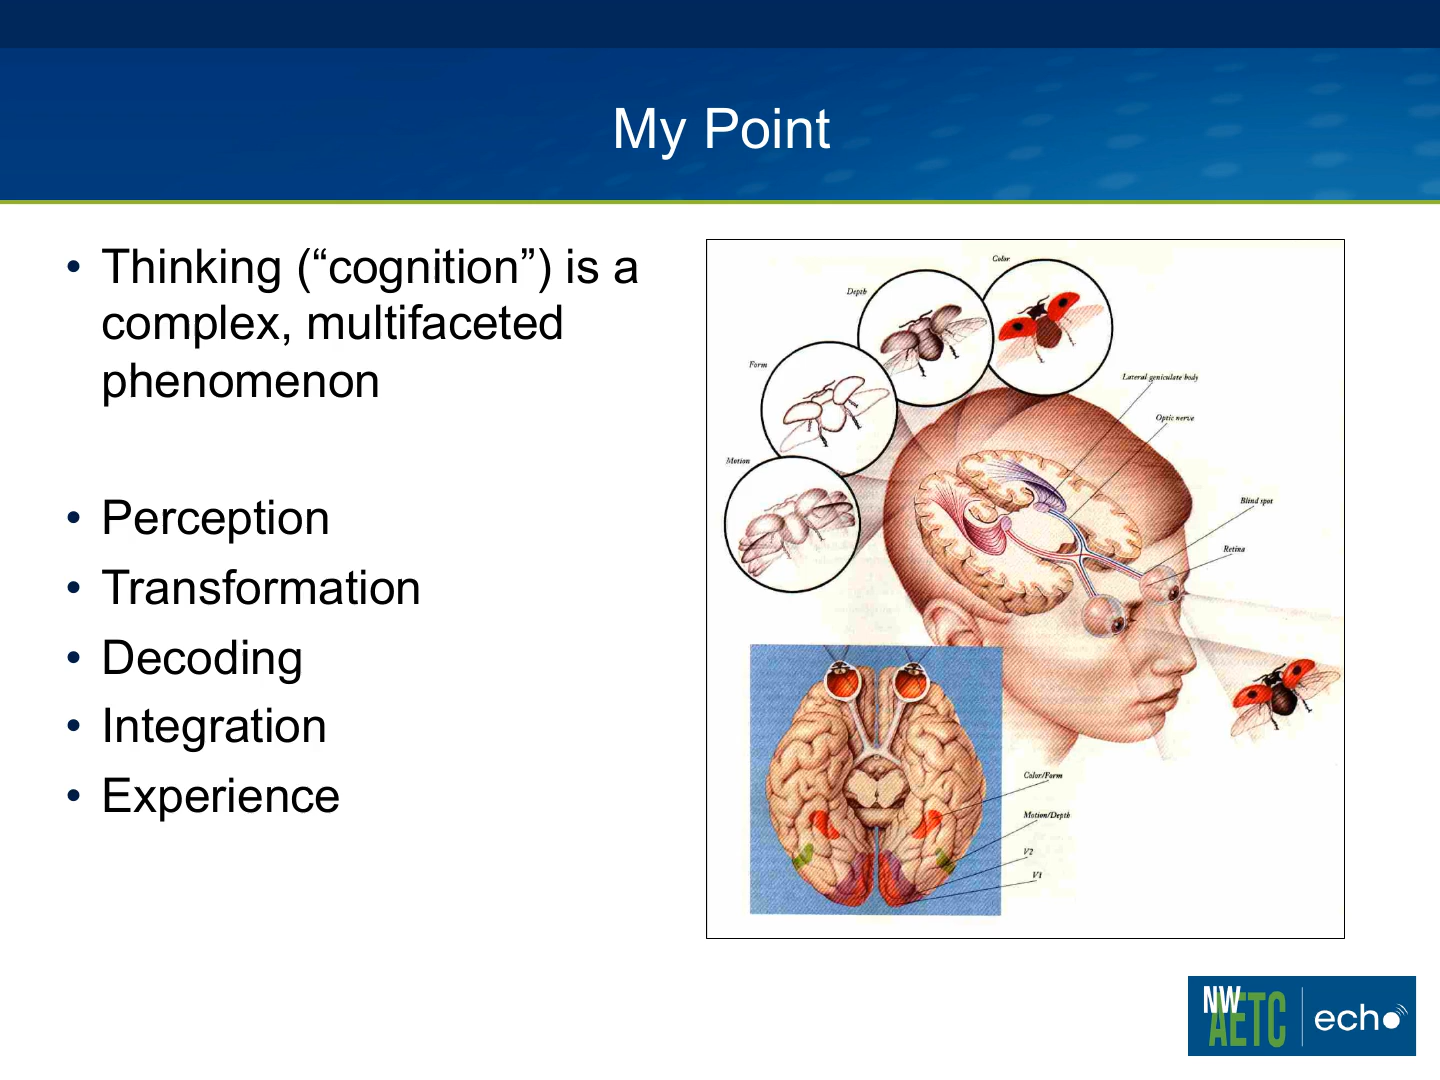 My Point
• Thinking (“cognition”) is a
complex, multifaceted
phenomenon
• Perception
• Transformation
• Decoding
• Integration
• Experience
Color
Depth
Form
Motion
Lateral geniculate body
Optic nerve
Blind spot
Retina
Color/Form
Motion/Depth
V2
V1
NW
AETC
echo